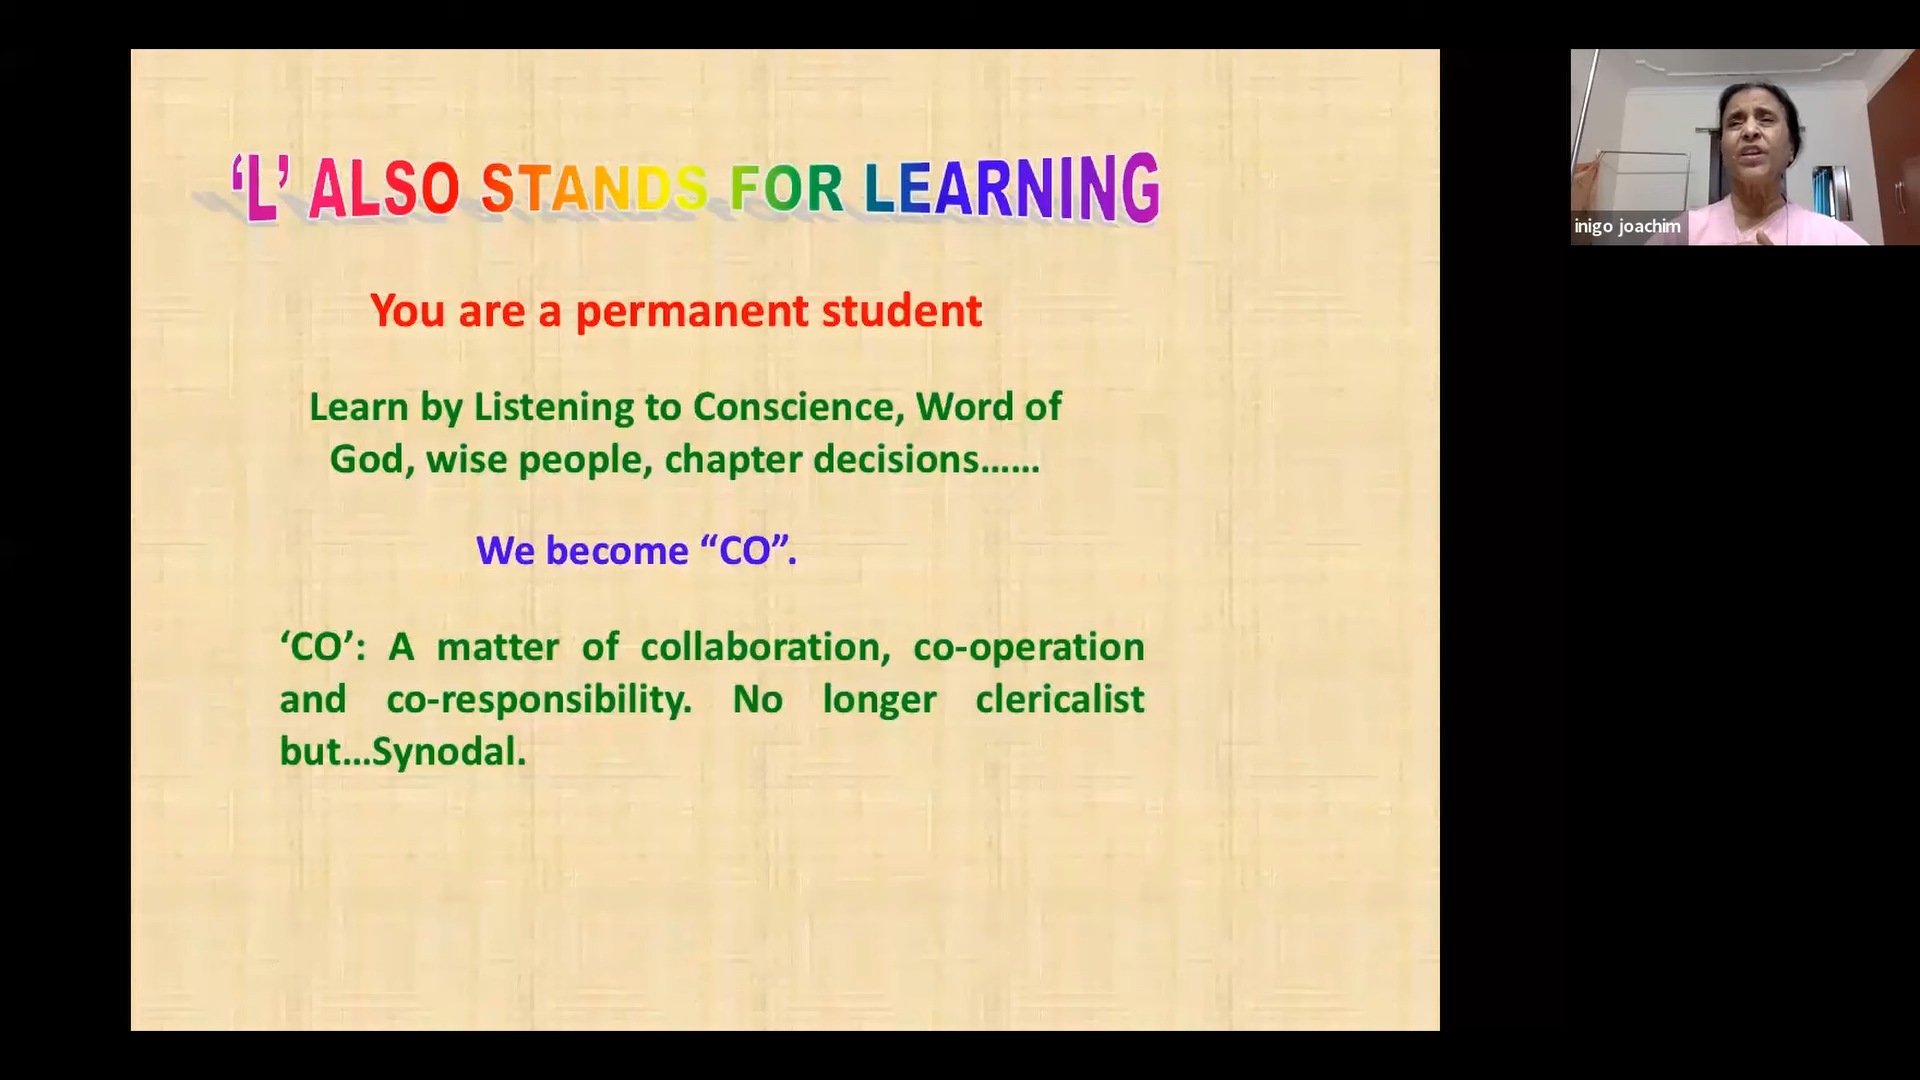 ‘L’ ALSO STANDS FOR LEARNING
You are a permanent student
Learn by Listening to Conscience, Word of
God, wise people, chapter decisions……
We become “CO”.
‘CO’: A matter of collaboration, co-operation
and co-responsibility. No longer clericalist
but…Synodal.
inigo joachim